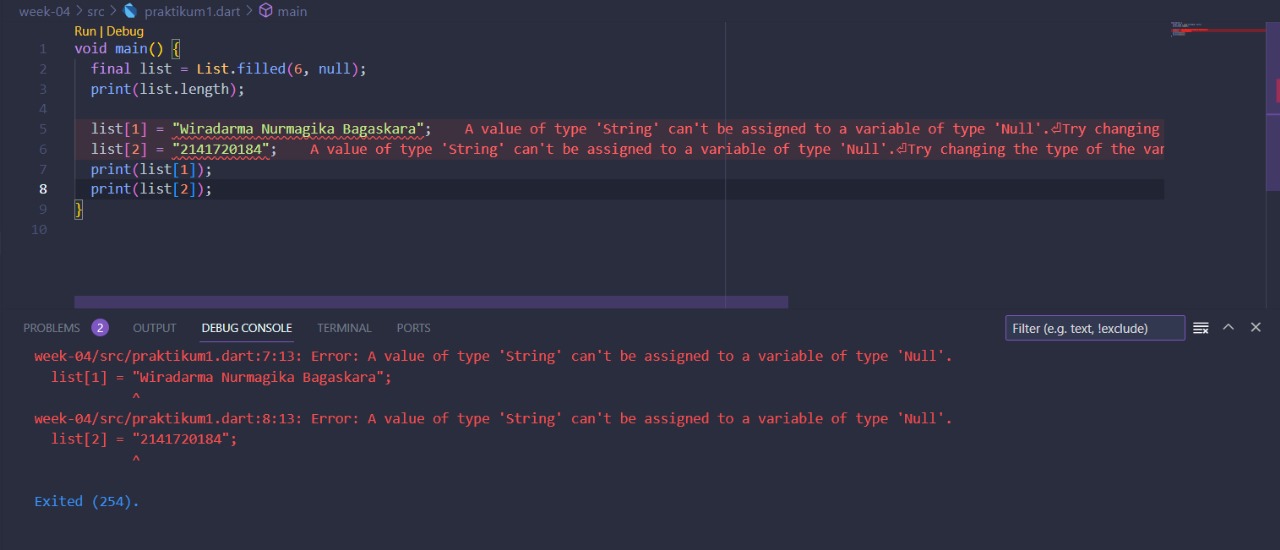 week-04 > src > praktikum1.dart > main
Run | Debug
1 void main() {
2 final list = List.filled(6, null);
3 print(list.length);
4
5 list[1] = "Wiradarma Nurmagika Bagaskara"; A value of type 'String' can't be assigned to a variable of type 'Null'.⏎Try changing
6 list[2] = "2141720184"; A value of type 'String' can't be assigned to a variable of type 'Null'.⏎Try changing the type of the var
7 print(list[1]);
8 print(list[2]);
9 }
10
PROBLEMS 2 OUTPUT DEBUG CONSOLE TERMINAL PORTS Filter (e.g. text, !exclude)
week-04/src/praktikum1.dart:7:13: Error: A value of type 'String' can't be assigned to a variable of type 'Null'.
list[1] = "Wiradarma Nurmagika Bagaskara";
^
week-04/src/praktikum1.dart:8:13: Error: A value of type 'String' can't be assigned to a variable of type 'Null'.
list[2] = "2141720184";
^
Exited (254).